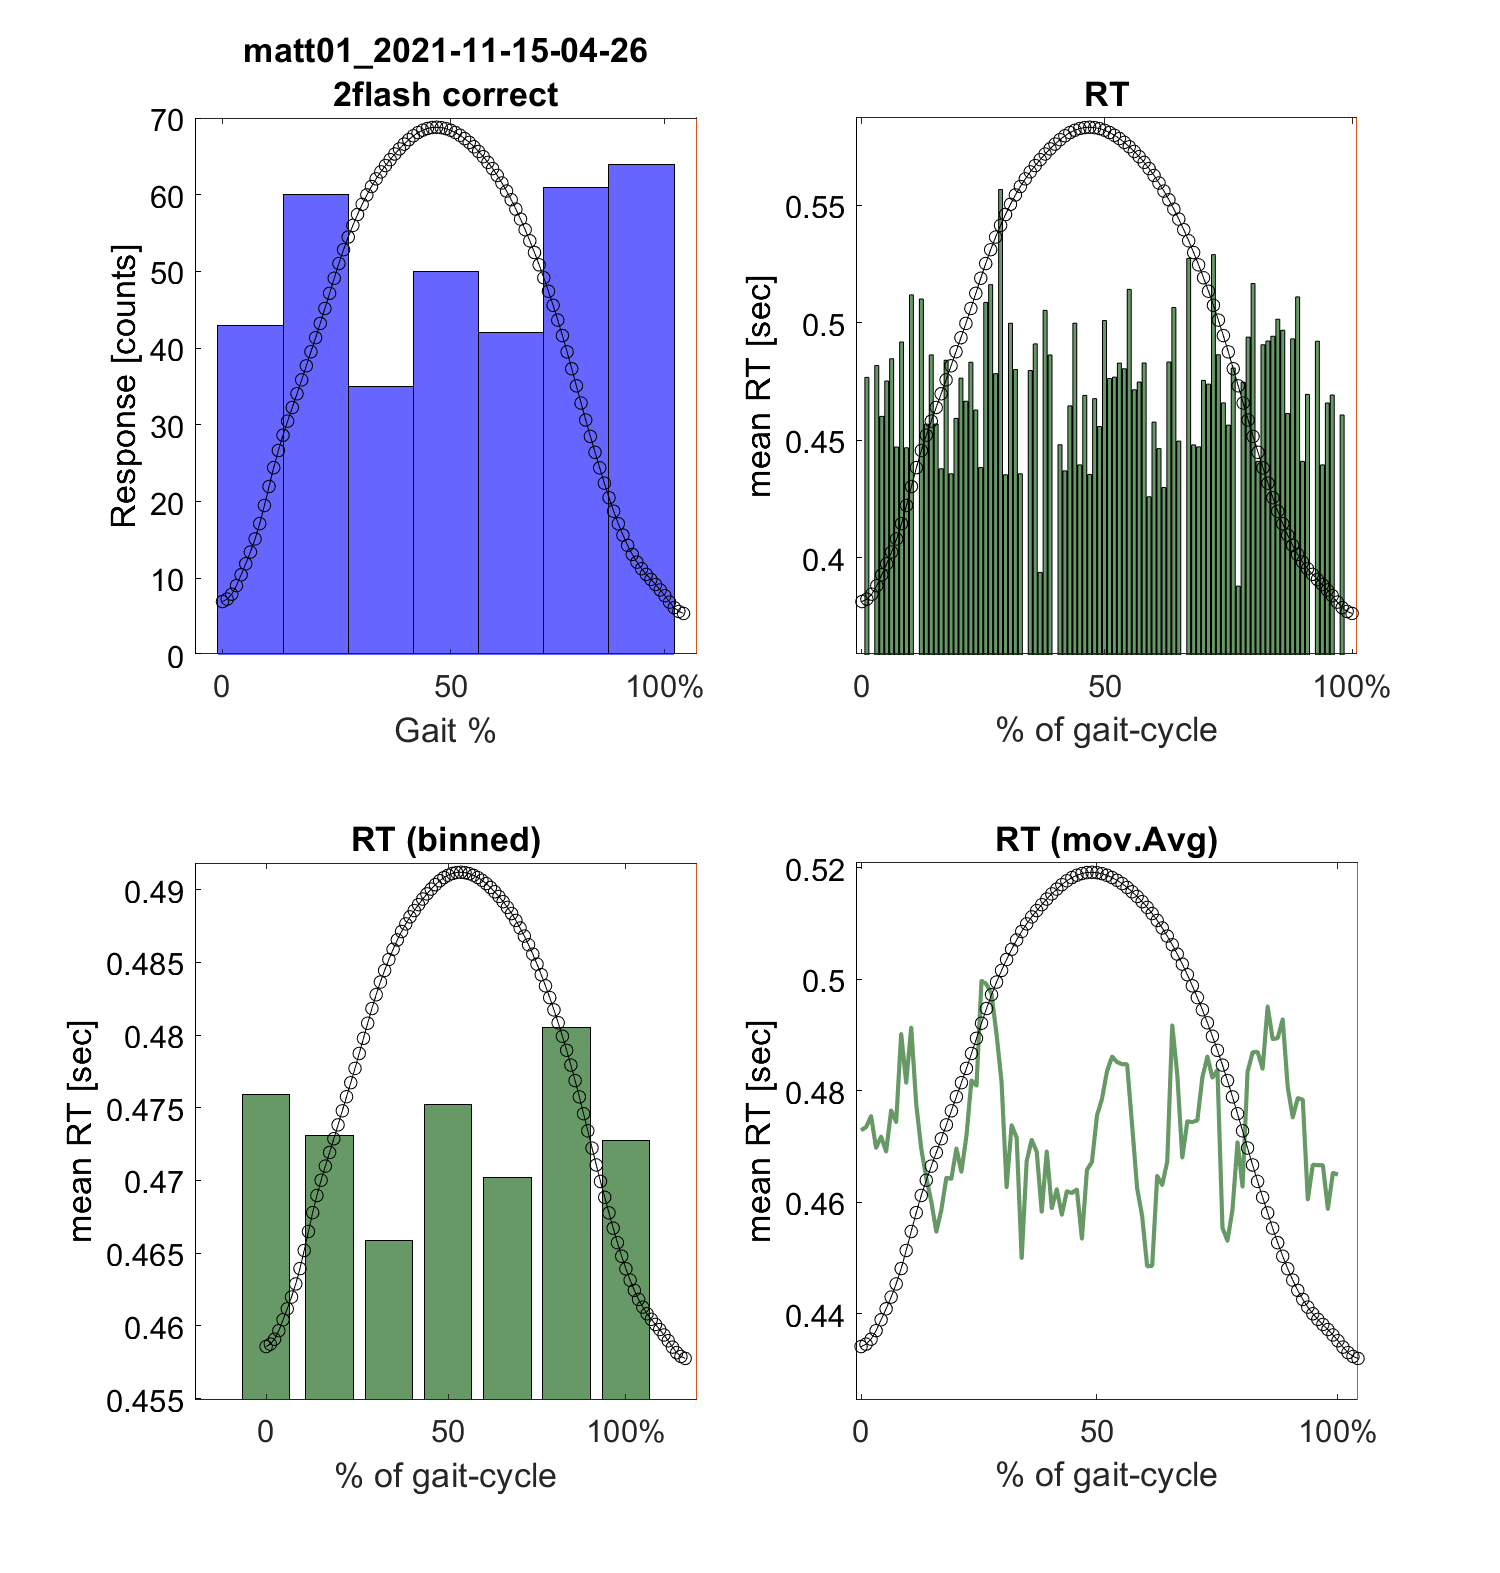 matt01_2021-11-15-04-26
2flash correct
70
60
50
40
30
20
10
0
Response [counts]
0 50 100%
Gait %
RT
0.55
0.5
0.45
0.4
mean RT [sec]
0 50 100%
% of gait-cycle
RT (binned)
0.49
0.485
0.48
0.475
0.47
0.465
0.46
0.455
mean RT [sec]
0 50 100%
% of gait-cycle
RT (mov.Avg)
0.52
0.5
0.48
0.46
0.44
mean RT [sec]
0 50 100%
% of gait-cycle